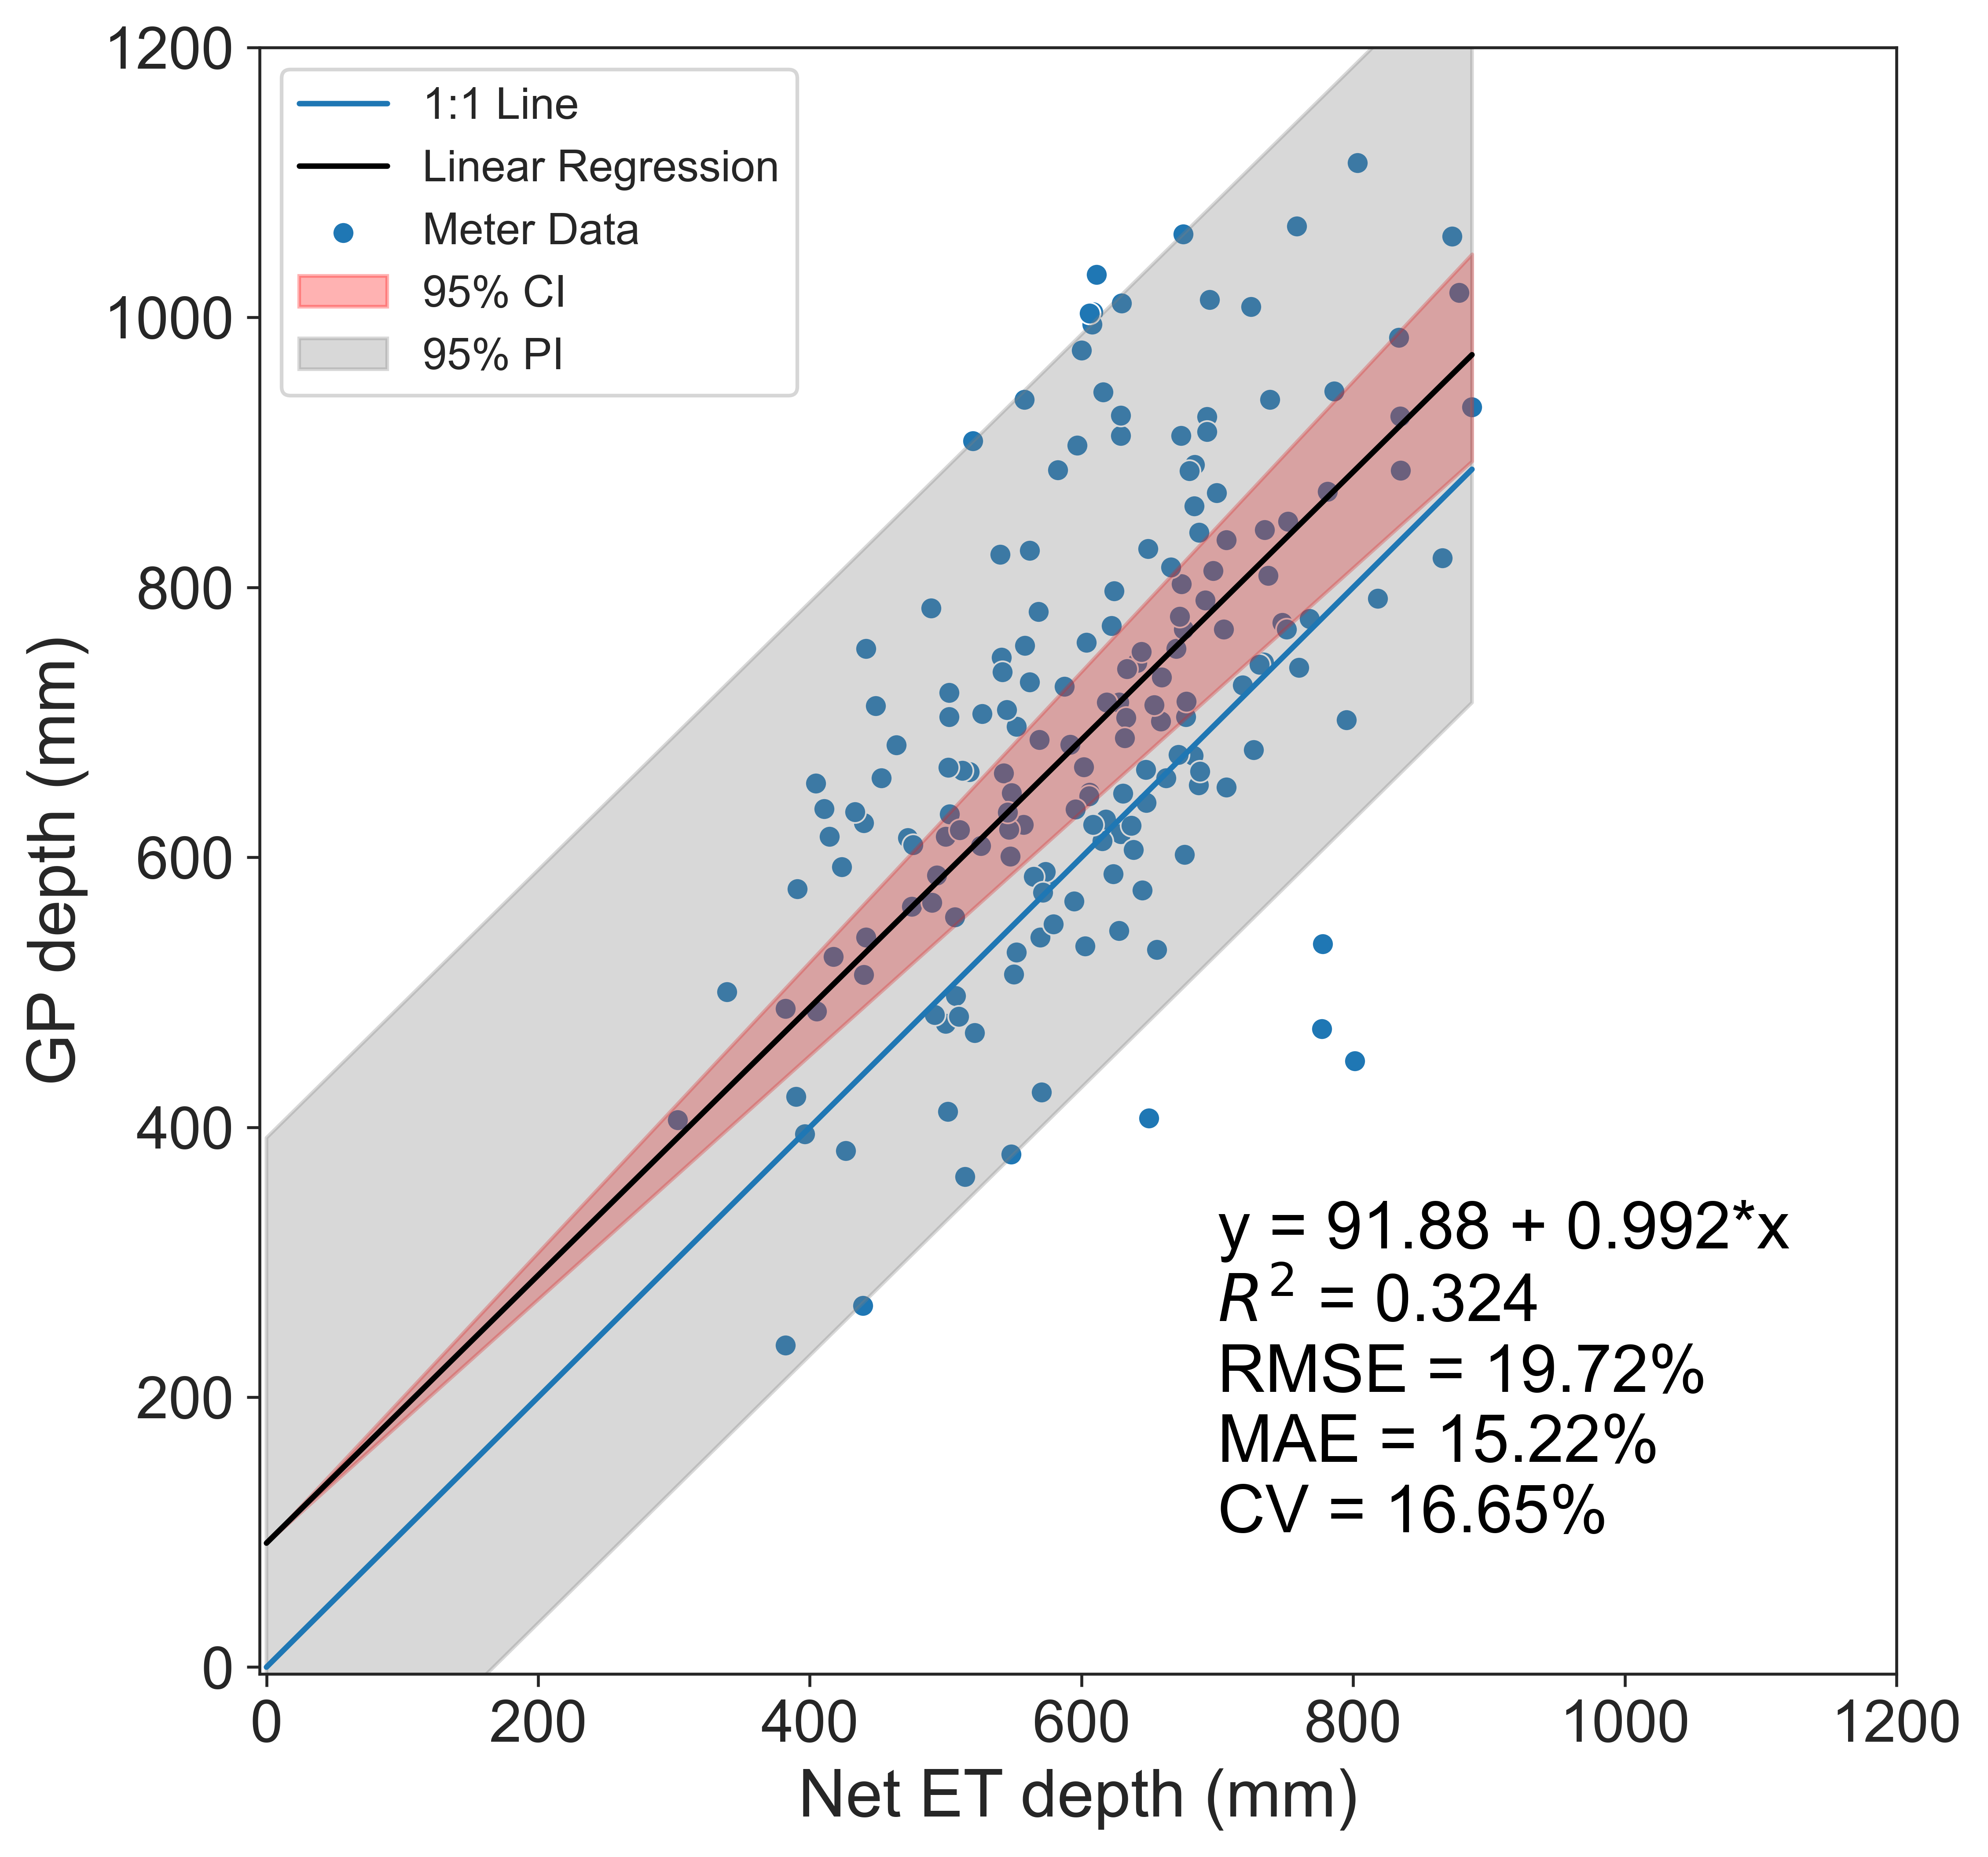 1:1 Line
Linear Regression
Meter Data
95% CI
95% PI
GP depth (mm)
1200
1000
800
600
400
200
0
y = 91.88 + 0.992*x
R² = 0.324
RMSE = 19.72%
MAE = 15.22%
CV = 16.65%
0 200 400 600 800 1000 1200
Net ET depth (mm)